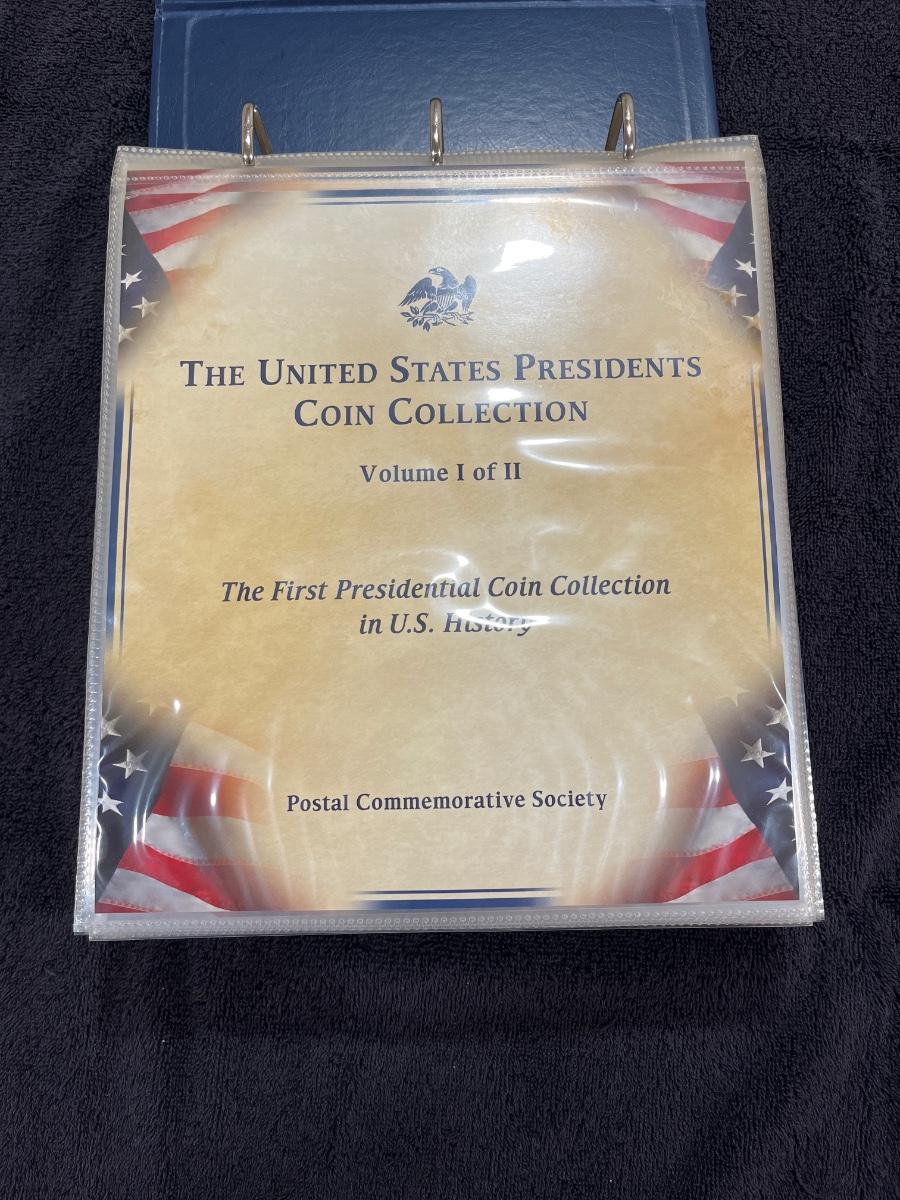 THE UNITED STATES PRESIDENTS
COIN COLLECTION
Volume I of II
The First Presidential Coin Collection
in U.S. History
Postal Commemorative Society